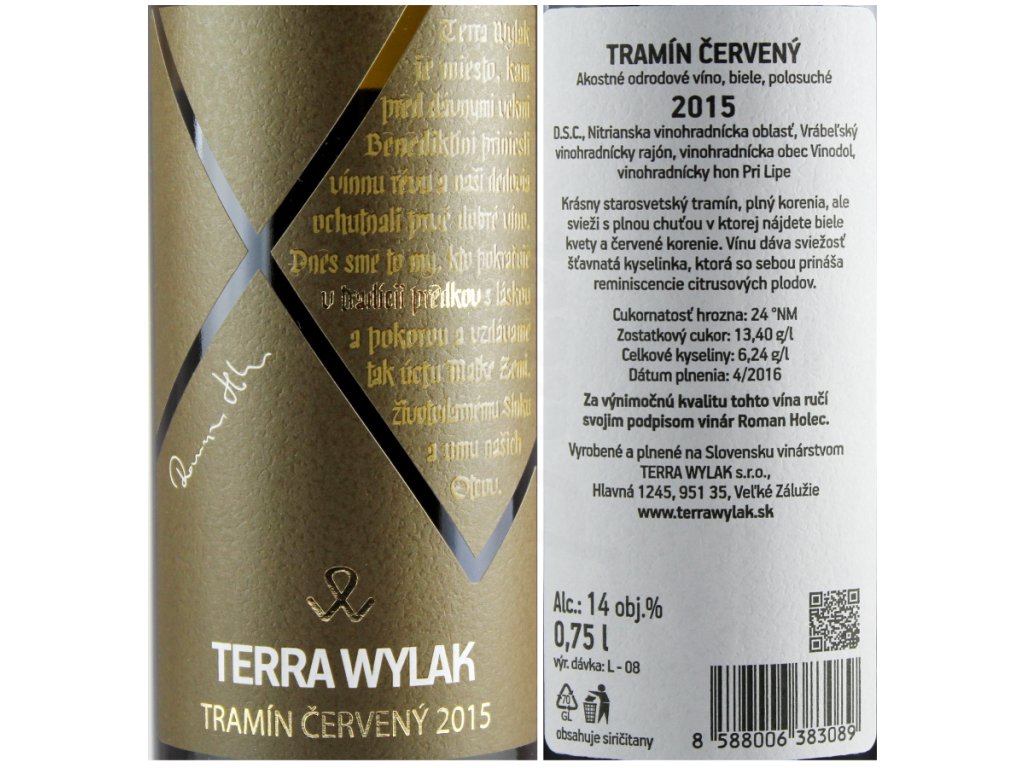 Terra Wylak
je miesto, kam
pred dávnymi vekmi
Benediktíni priniesli
vínnu révu a naši dedovia
ochutnali prvé dobré víno.
Dnes sme to my, kto pokračuje
v tradícii predkov s láskou
a pokorou a vzdávame
tak úctu Matke Zemi,
životodarnému Slnku
a umu našich
Otcov.
TERRA WYLAK
TRAMÍN ČERVENÝ 2015
TRAMÍN ČERVENÝ
Akostné odrodové víno, biele, polosuché
2015
D.S.C., Nitrianska vinohradnícka oblasť, Vrábeľský
vinohradnícky rajón, vinohradnícka obec Vinodol,
vinohradnícky hon Pri Lipe
Krásny starosvetský tramín, plný korenia, ale
svieži s plnou chuťou v ktorej nájdete biele
kvety a červené korenie. Vínu dáva sviežosť
šťavnatá kyselinka, ktorá so sebou prináša
reminiscencie citrusových plodov.
Cukornatosť hrozna: 24 °NM
Zostatkový cukor: 13,40 g/l
Celkové kyseliny: 6,24 g/l
Dátum plnenia: 4/2016
Za výnimočnú kvalitu tohto vína ručí
svojim podpisom vinár Roman Holec.
Vyrobené a plnené na Slovensku vinárstvom
TERRA WYLAK s.r.o.,
Hlavná 1245, 951 35, Veľké Zálužie
www.terrawylak.sk
Alc.: 14 obj.%
0,75 l
výr. dávka: L - 08
70
GL
obsahuje siričitany
8 588006 383089